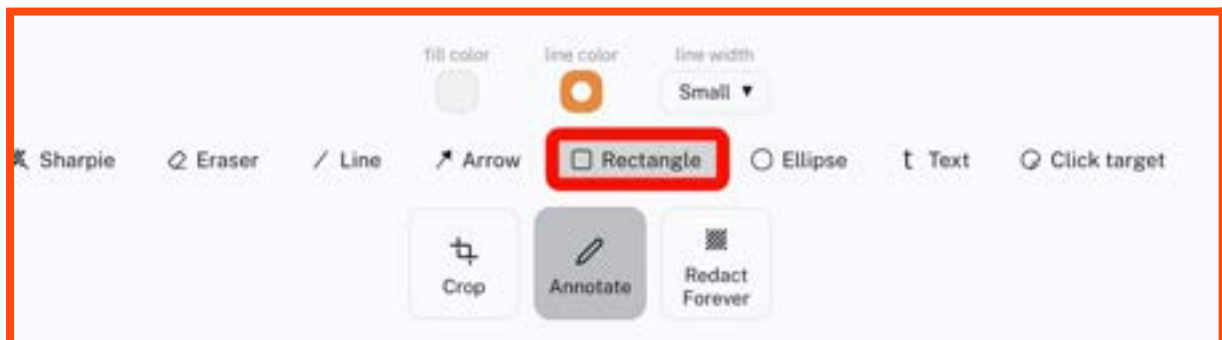 fill color line color line width
Small ▼
Sharpie Eraser Line Arrow Rectangle Ellipse Text Click target
Crop Annotate Redact Forever